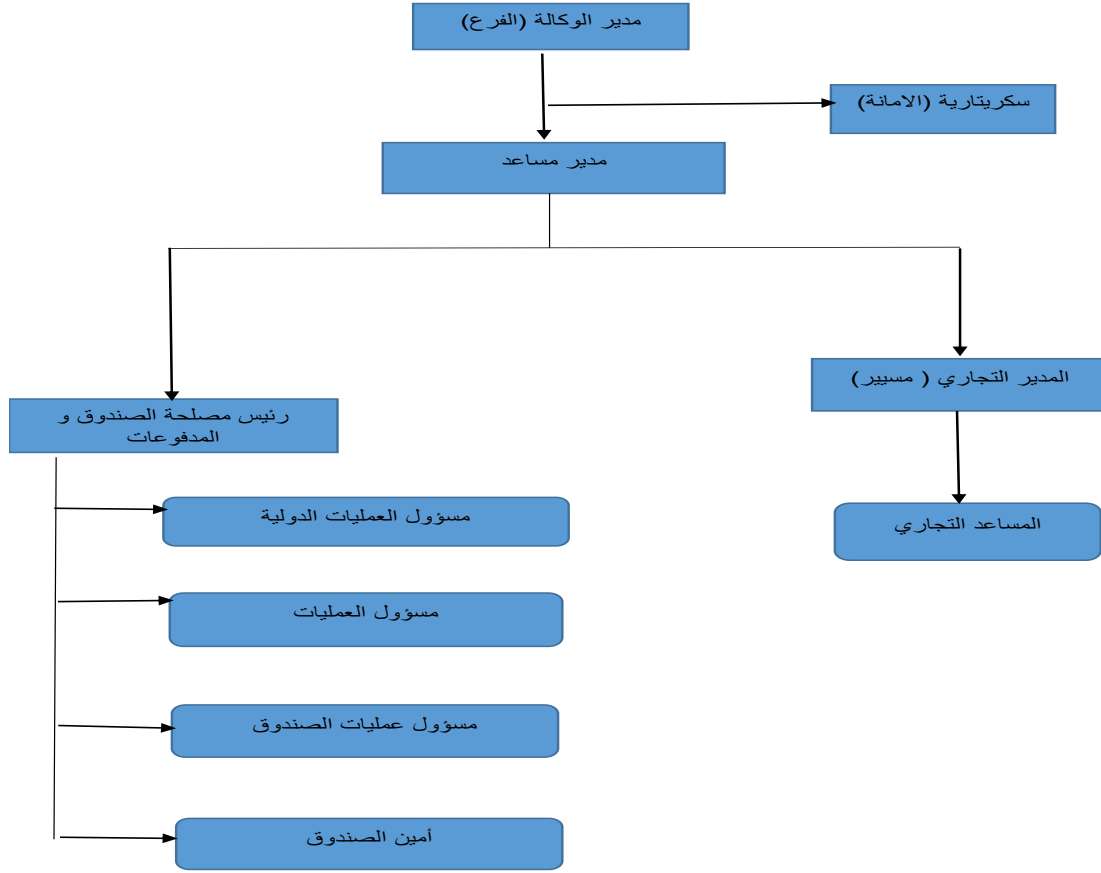 مدير الوكالة (الفرع)
سكريتارية (الامانة)
مدير مساعد
المدير التجاري ( مسيير)
رئيس مصلحة الصندوق و
المدفوعات
مسؤول العمليات الدولية
المساعد التجاري
مسؤول العمليات
مسؤول عمليات الصندوق
أمين الصندوق